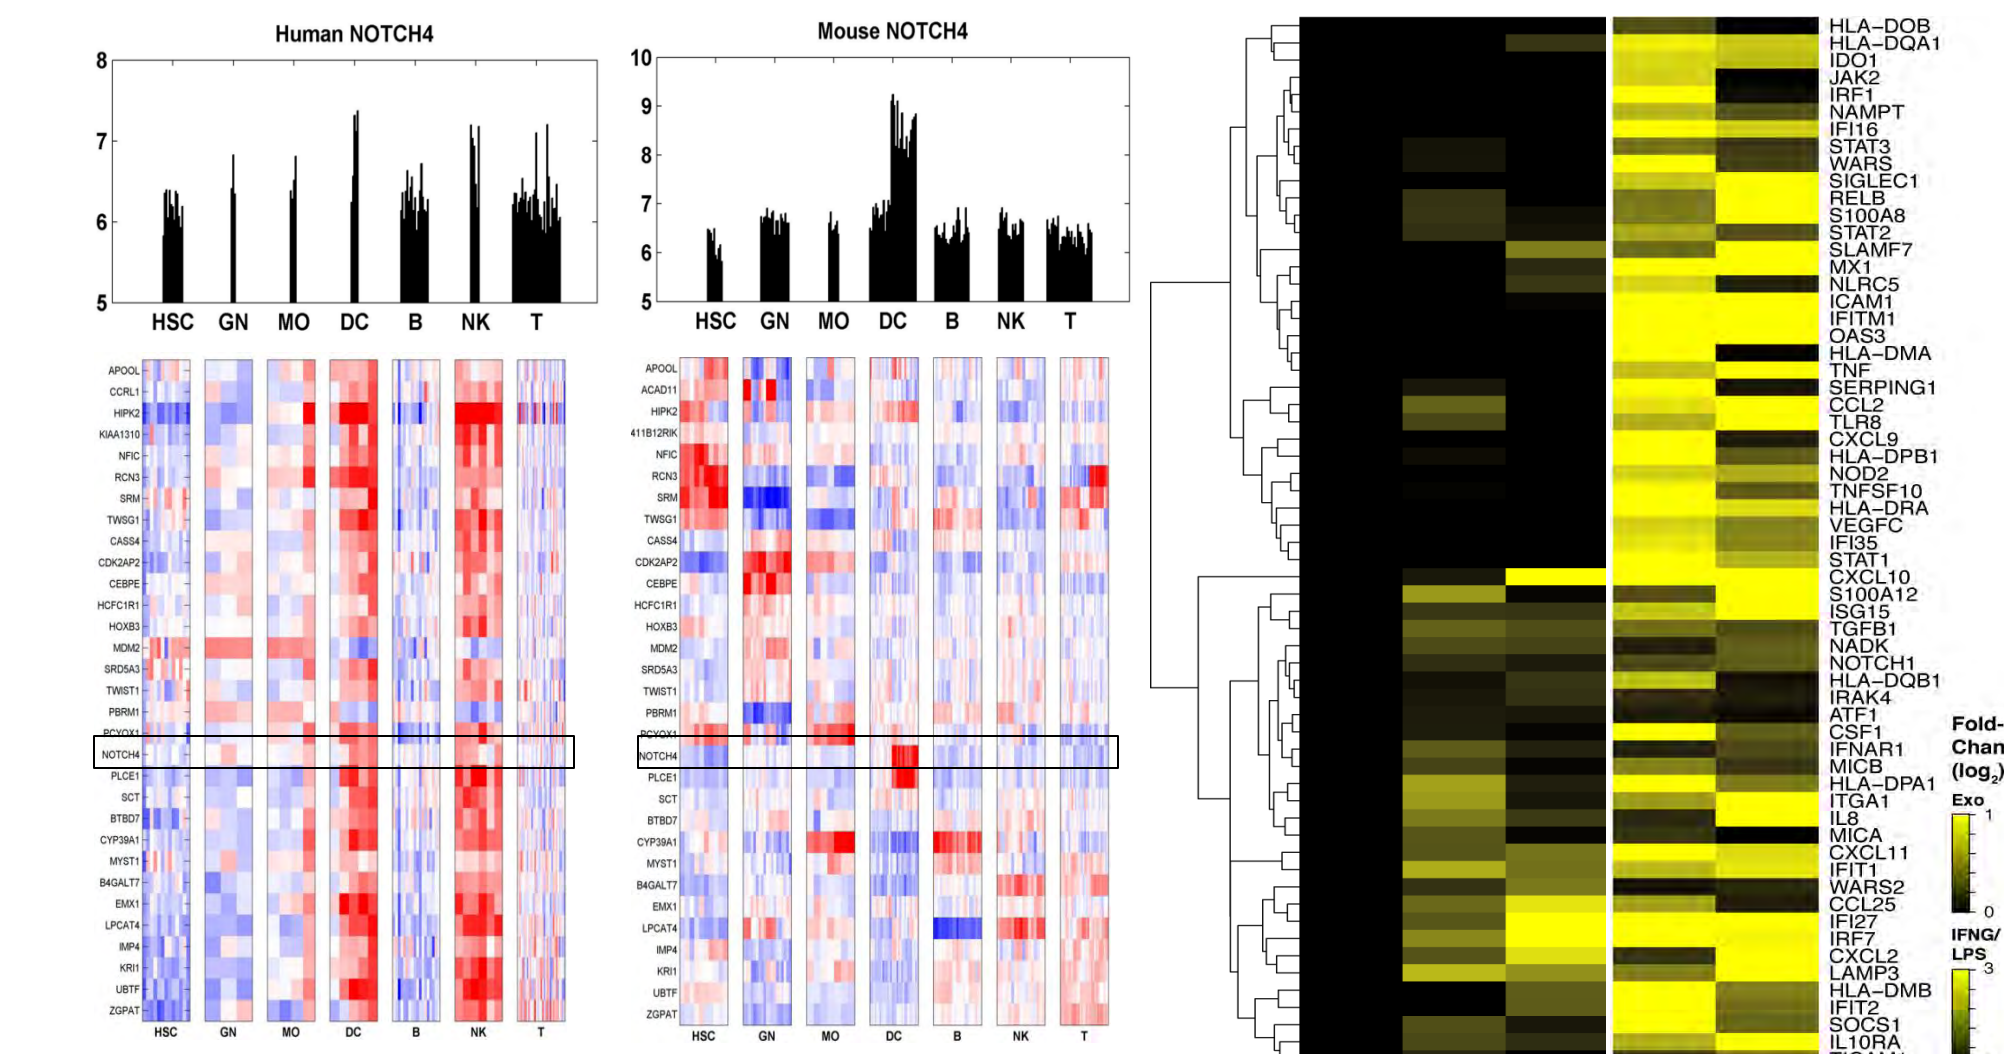 Human NOTCH4
8
7
6
5
HSC GN MO DC B NK T
Mouse NOTCH4
10
9
8
7
6
5
HSC GN MO DC B NK T
APOOL
CCRL1
HIPK2
KIAA1310
NFIC
RCN3
SRM
TWSG1
CASS4
CDK2AP2
CEBPE
HCFC1R1
HOXB3
MDM2
SRD5A3
TWIST1
PBRM1
PCYOX1
NOTCH4
PLCE1
SCT
BTBD7
CYP39A1
MYST1
B4GALT7
EMX1
LPCAT4
IMP4
KRI1
UBTF
ZGPAT
HSC GN MO DC B NK T
APOOL
ACAD11
HIPK2
411B12RIK
NFIC
RCN3
SRM
TWSG1
CASS4
CDK2AP2
CEBPE
HCFC1R1
HOXB3
MDM2
SRD5A3
TWIST1
PBRM1
PCYOX1
NOTCH4
PLCE1
SCT
BTBD7
CYP39A1
MYST1
B4GALT7
EMX1
LPCAT4
IMP4
KRI1
UBTF
ZGPAT
HSC GN MO DC B NK T
HLA-DOB
HLA-DQA1
IDO1
JAK2
IRF1
NAMPT
IFI16
STAT3
WARS
SIGLEC1
RELB
S100A8
STAT2
SLAMF7
MX1
NLRC5
ICAM1
IFITM1
OAS3
HLA-DMA
TNF
SERPING1
CCL2
TLR8
CXCL9
HLA-DPB1
NOD2
TNFSF10
HLA-DRA
VEGFC
IFI35
STAT1
CXCL10
S100A12
ISG15
TGFB1
NADK
NOTCH1
HLA-DQB1
IRAK4
ATF1
CSF1
IFNAR1
MICB
HLA-DPA1
ITGA1
IL8
MICA
CXCL11
IFIT1
WARS2
CCL25
IFI27
IRF7
CXCL2
LAMP3
HLA-DMB
IFIT2
SOCS1
IL10RA
Fold-
Chan
(log2)
Exo
1
0
IFNG/
LPS
3